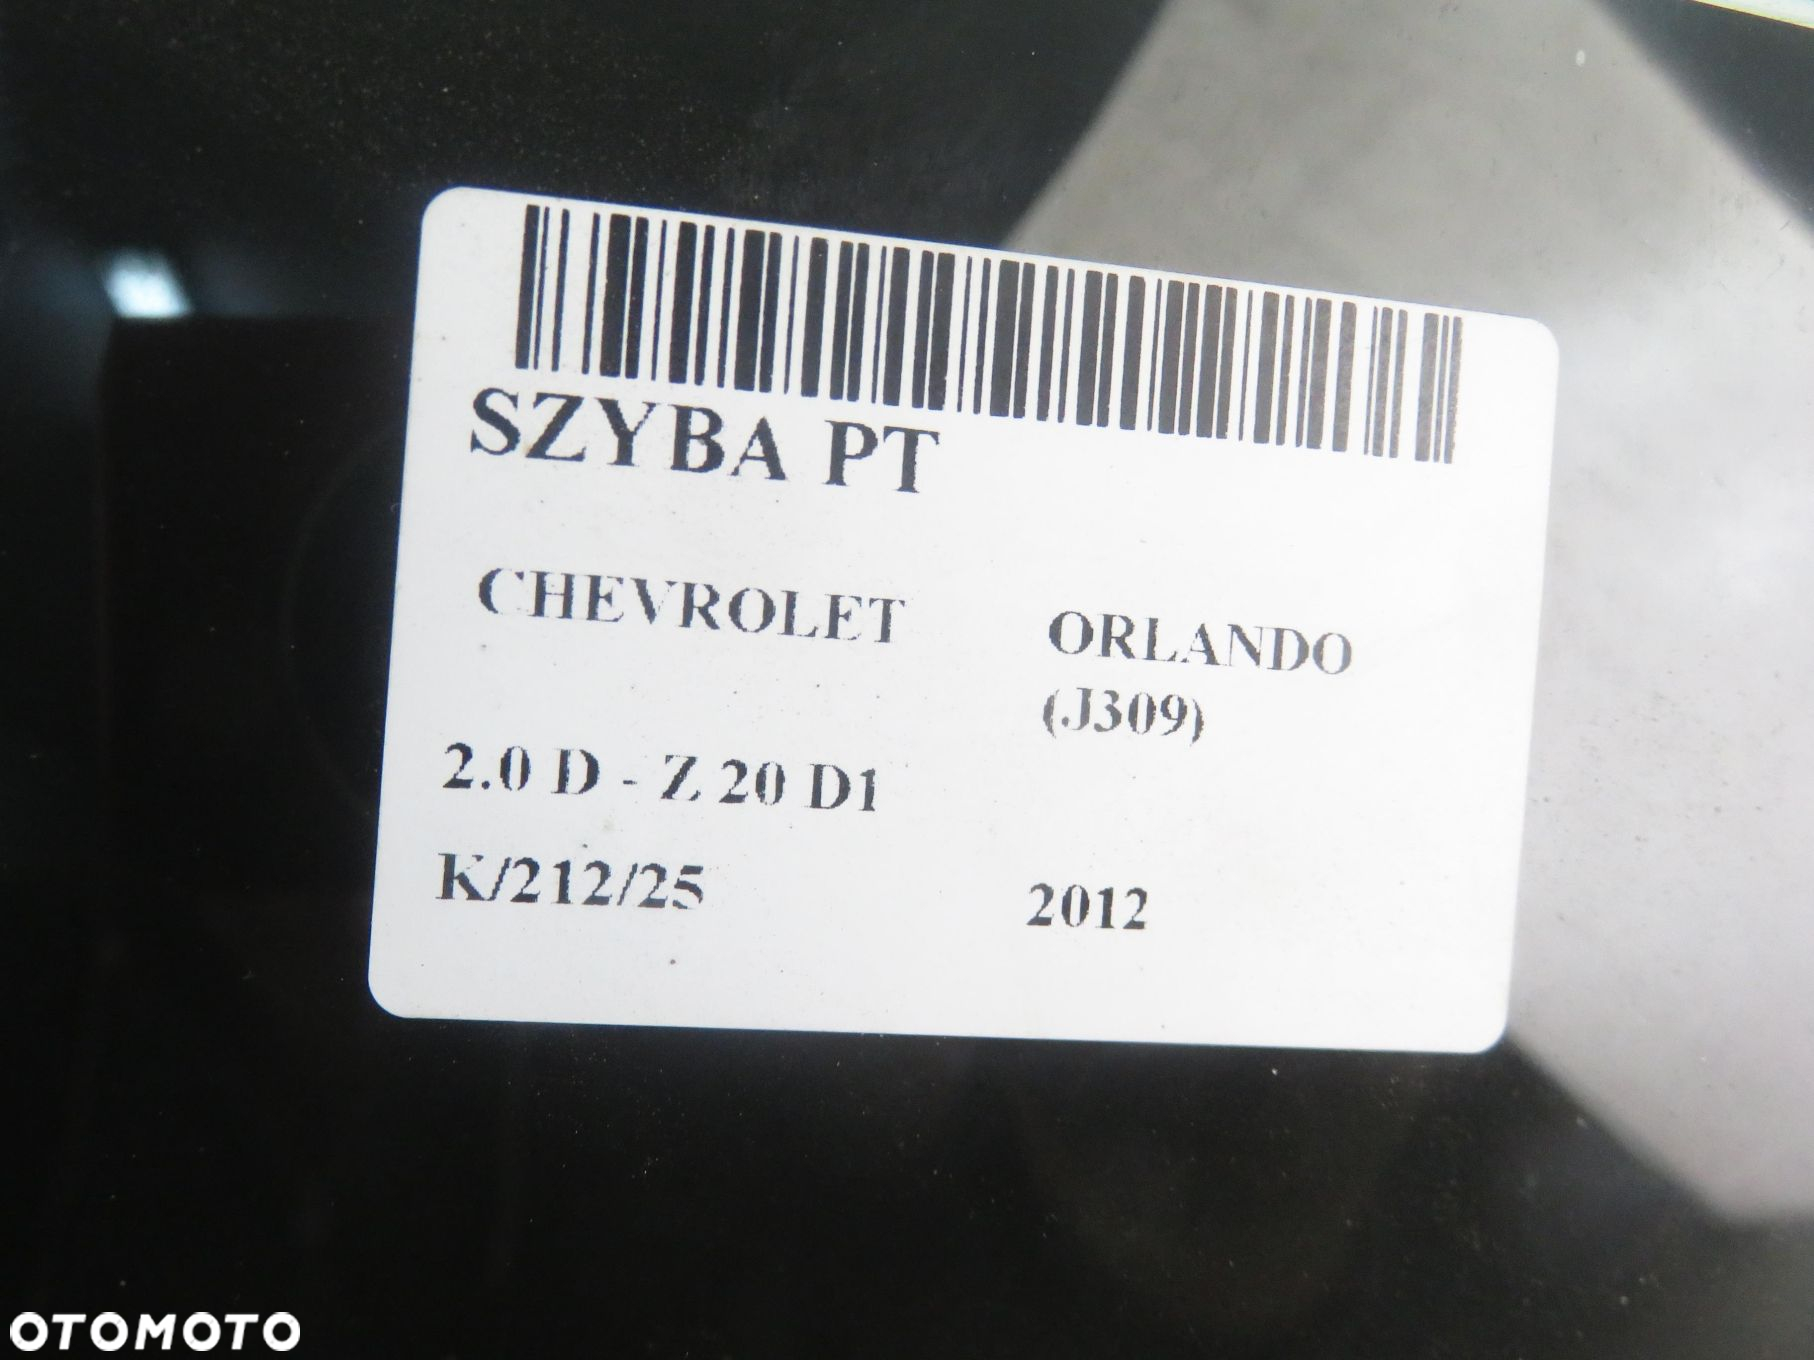 SZYBA PT
CHEVROLET ORLANDO
(J309)
2.0 D - Z 20 D1
K/212/25 2012
OTOMOTO